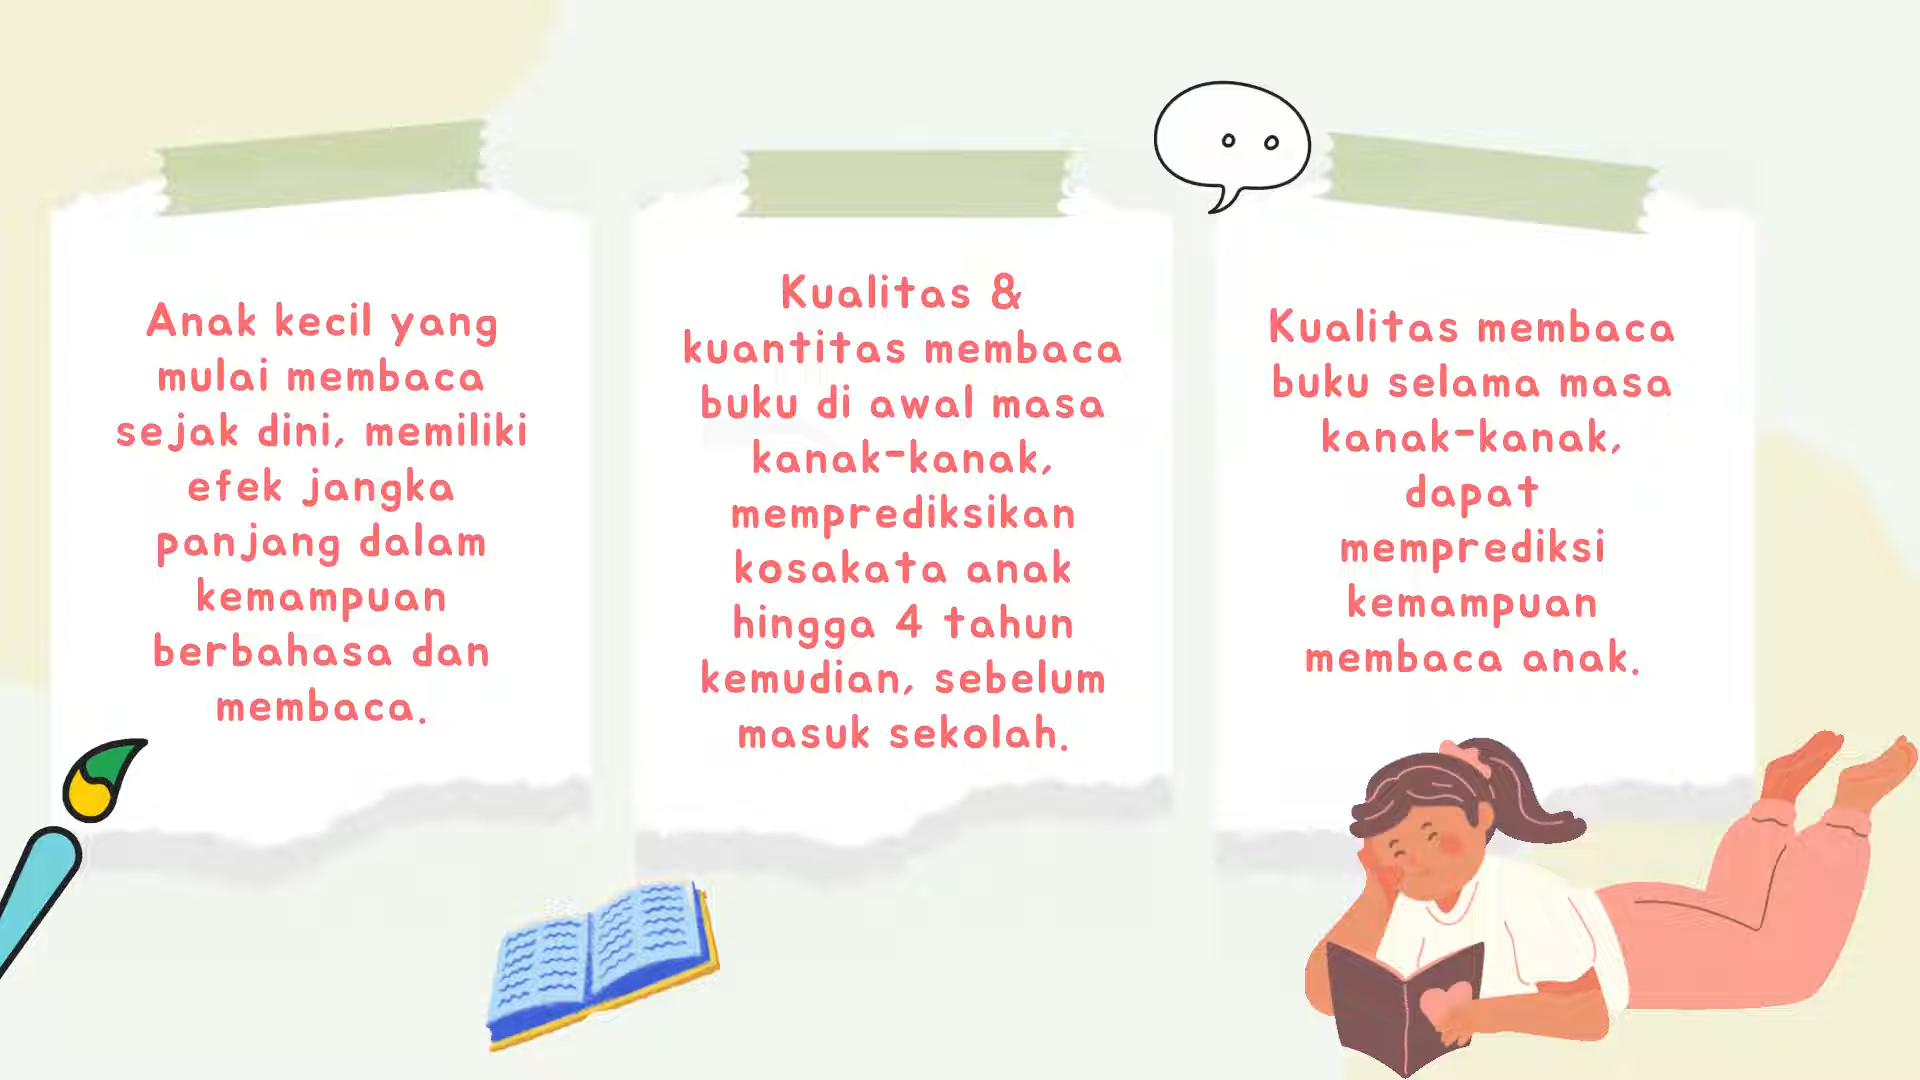 Anak kecil yang
mulai membaca
sejak dini, memiliki
efek jangka
panjang dalam
kemampuan
berbahasa dan
membaca.
Kualitas &
kuantitas membaca
buku di awal masa
kanak-kanak,
memprediksikan
kosakata anak
hingga 4 tahun
kemudian, sebelum
masuk sekolah.
Kualitas membaca
buku selama masa
kanak-kanak,
dapat
memprediksi
kemampuan
membaca anak.